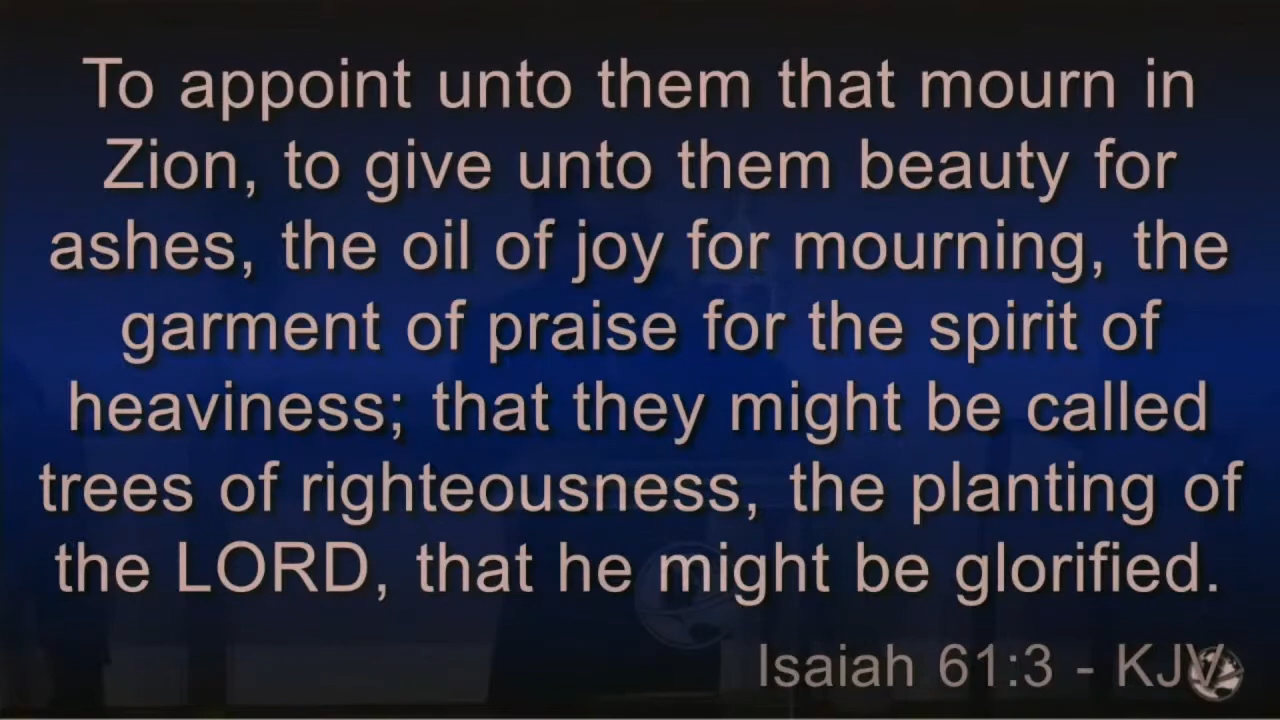 To appoint unto them that mourn in
Zion, to give unto them beauty for
ashes, the oil of joy for mourning, the
garment of praise for the spirit of
heaviness; that they might be called
trees of righteousness, the planting of
the LORD, that he might be glorified.
Isaiah 61:3 - KJV